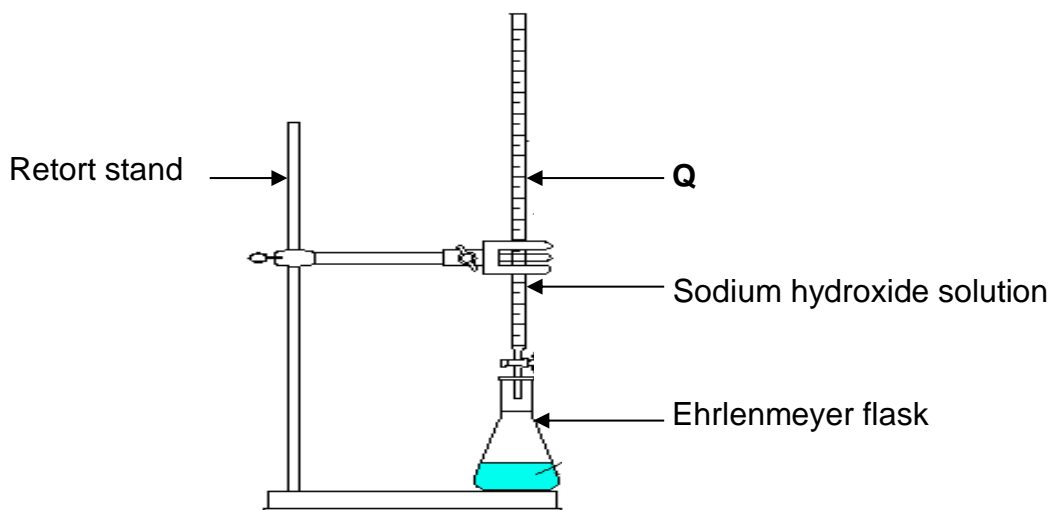 Retort stand
Q
Sodium hydroxide solution
Ehrlenmeyer flask